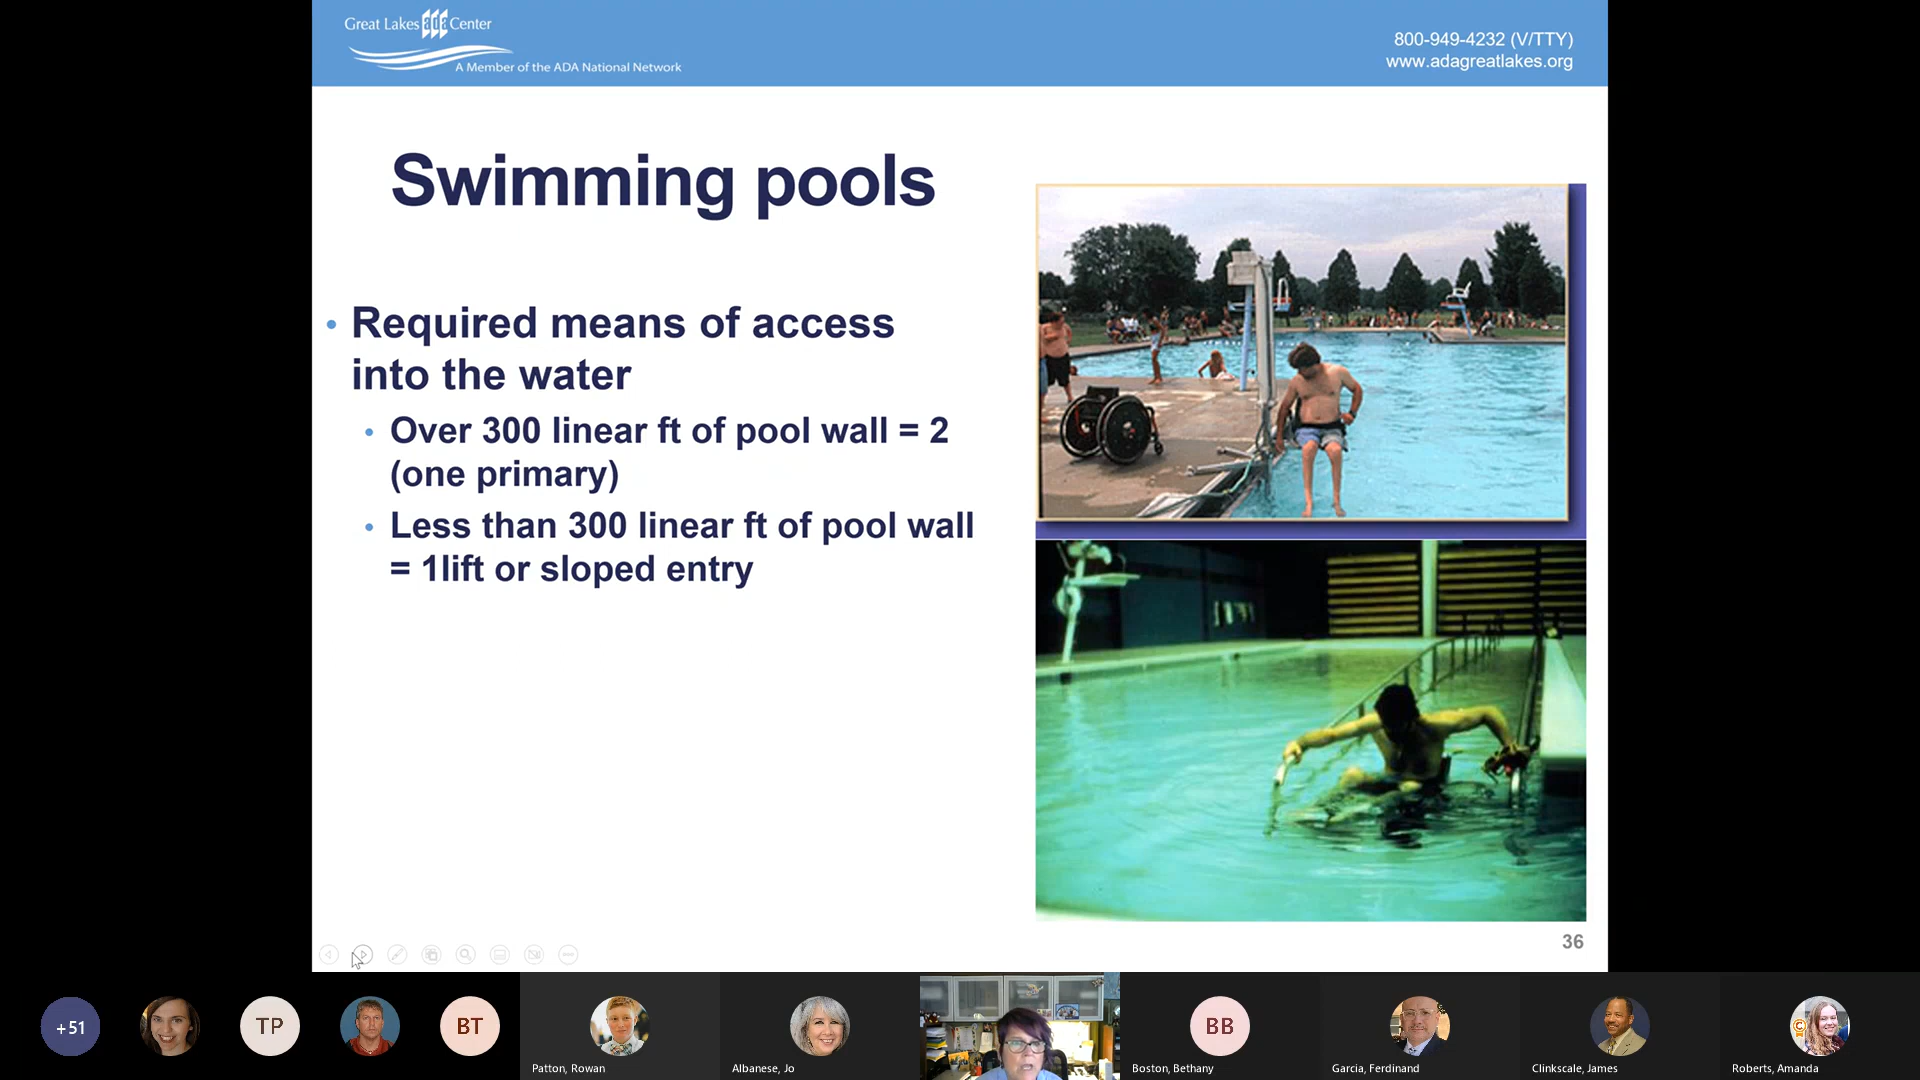 Great Lakes ada Center
A Member of the ADA National Network
800-949-4232 (V/TTY)
www.adagreatlakes.org
Swimming pools
• Required means of access
into the water
• Over 300 linear ft of pool wall = 2
(one primary)
• Less than 300 linear ft of pool wall
= 1lift or sloped entry
36
+51
TP
BT
BB
Patton, Rowan
Albanese, Jo
Boston, Bethany
Garcia, Ferdinand
Clinkscale, James
Roberts, Amanda